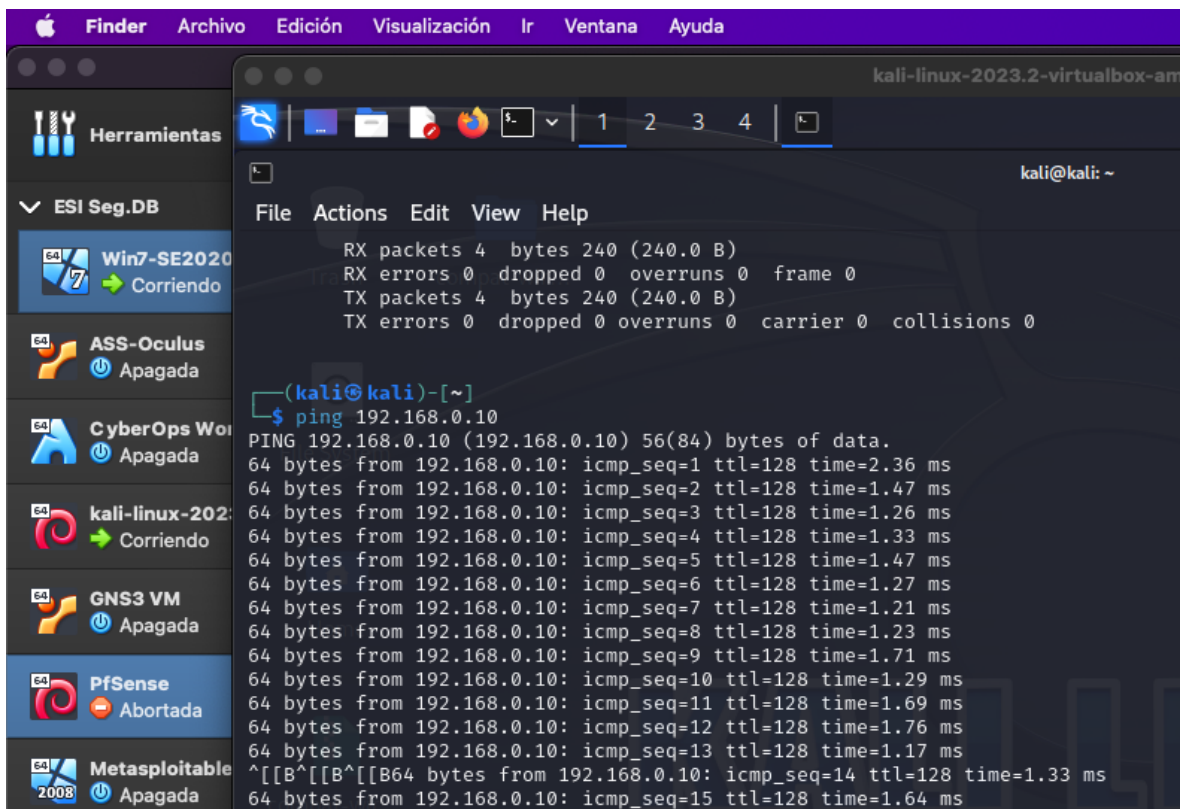 Finder Archivo Edición Visualización Ir Ventana Ayuda
kali-linux-2023.2-virtualbox-am
Herramientas
1 2 3 4
kali@kali: ~
ESI Seg.DB
File Actions Edit View Help
64
7
Win7-SE2020
Corriendo
64
ASS-Oculus
Apagada
64
CyberOps Wor
Apagada
64
kali-linux-202
Corriendo
64
GNS3 VM
Apagada
64
PfSense
Abortada
64
2008
Metasploitable
Apagada
RX packets 4 bytes 240 (240.0 B)
RX errors 0 dropped 0 overruns 0 frame 0
TX packets 4 bytes 240 (240.0 B)
TX errors 0 dropped 0 overruns 0 carrier 0 collisions 0
┌──(kali㉿kali)-[~]
└─$ ping 192.168.0.10
PING 192.168.0.10 (192.168.0.10) 56(84) bytes of data.
64 bytes from 192.168.0.10: icmp_seq=1 ttl=128 time=2.36 ms
64 bytes from 192.168.0.10: icmp_seq=2 ttl=128 time=1.47 ms
64 bytes from 192.168.0.10: icmp_seq=3 ttl=128 time=1.26 ms
64 bytes from 192.168.0.10: icmp_seq=4 ttl=128 time=1.33 ms
64 bytes from 192.168.0.10: icmp_seq=5 ttl=128 time=1.47 ms
64 bytes from 192.168.0.10: icmp_seq=6 ttl=128 time=1.27 ms
64 bytes from 192.168.0.10: icmp_seq=7 ttl=128 time=1.21 ms
64 bytes from 192.168.0.10: icmp_seq=8 ttl=128 time=1.23 ms
64 bytes from 192.168.0.10: icmp_seq=9 ttl=128 time=1.71 ms
64 bytes from 192.168.0.10: icmp_seq=10 ttl=128 time=1.29 ms
64 bytes from 192.168.0.10: icmp_seq=11 ttl=128 time=1.69 ms
64 bytes from 192.168.0.10: icmp_seq=12 ttl=128 time=1.76 ms
64 bytes from 192.168.0.10: icmp_seq=13 ttl=128 time=1.17 ms
^[[B^[[B^[[B64 bytes from 192.168.0.10: icmp_seq=14 ttl=128 time=1.33 ms
64 bytes from 192.168.0.10: icmp_seq=15 ttl=128 time=1.64 ms